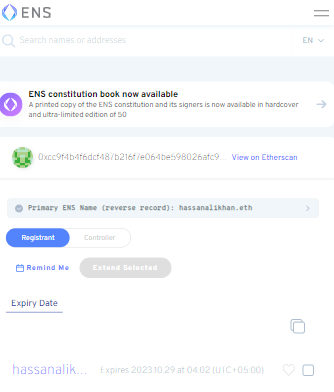 ENS
Search names or addresses
EN
ENS constitution book now available
A printed copy of the ENS constitution and its signers is now available in hardcover
and ultra-limited edition of 50
View on Etherscan
Primary ENS Name (reverse record): hassanalikhan.eth
Registrant
Controller
Remind Me
Extend Selected
Expiry Date
hassanalik... Expires 2023.10.29 at 04:02 (UTC+05:00)